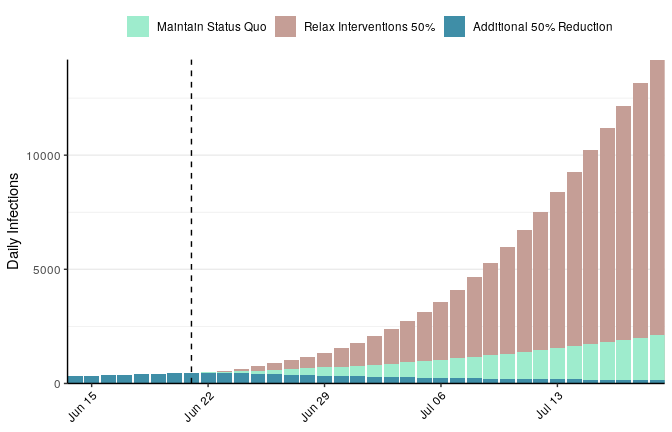 Maintain Status Quo Relax Interventions 50% Additional 50% Reduction
Daily Infections
10000
5000
0
Jun 15 Jun 22 Jun 29 Jul 06 Jul 13